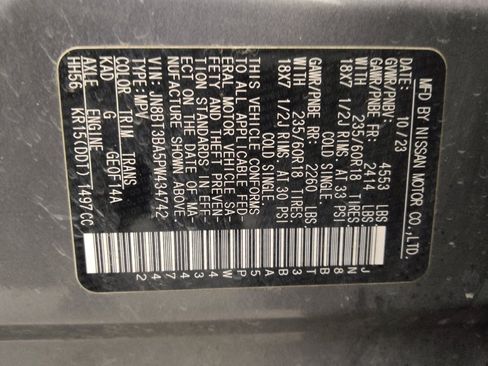 MFD BY NISSAN MOTOR CO.,LTD.
10/23
GVWR/PNBV: 4553 LBS.
GAWR/PNBE FR: 2414 LBS.
WITH 235/60R18 TIRES
18X7 1/2J RIMS AT 33 PSI
COLD SINGLE
GAWR/PNBE RR: 2260 LBS.
WITH 235/60R18 TIRES
18X7 1/2J RIMS AT 30 PSI
COLD SINGLE
THIS VEHICLE CONFORMS TO
ALL APPLICABLE FED-
ERAL MOTOR VEHICLE SA-
FETY AND THEFT PREVEN-
TION STANDARDS IN EFF-
ECT ON THE DATE OF MA-
NUFACTURE SHOWN ABOVE.
VIN: JN8BT3BA5PW434742
TYPE: MPV
COLOR TRIM TRANS
KAD G GE0F14A
AXLE ENGINE
HH56 KR15(DDT) 1497CC
JN8BT3BA5PW434742